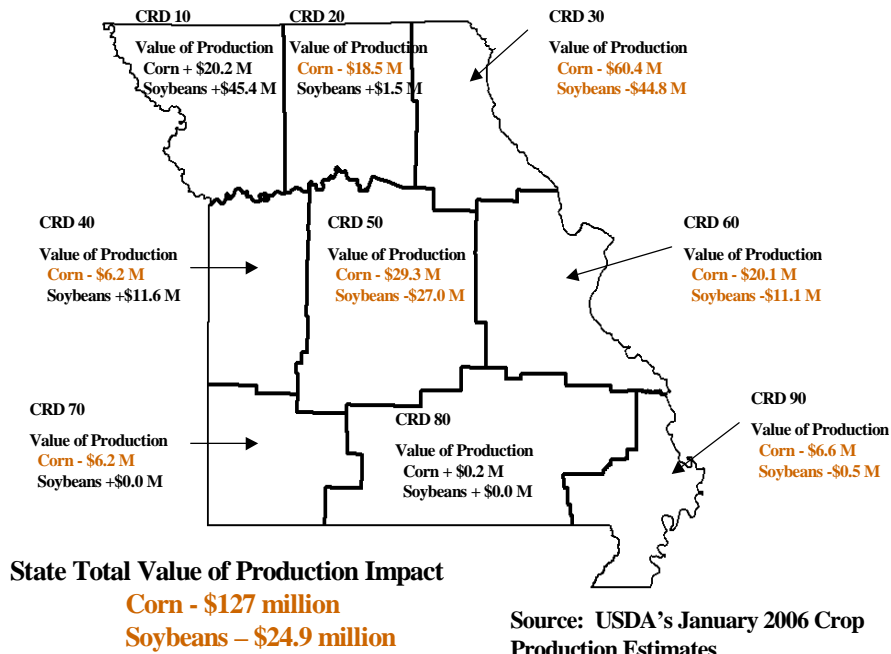 CRD 10
Value of Production
Corn + $20.2 M
Soybeans +$45.4 M
CRD 20
Value of Production
Corn - $18.5 M
Soybeans +$1.5 M
CRD 30
Value of Production
Corn - $60.4 M
Soybeans -$44.8 M
CRD 40
Value of Production
Corn - $6.2 M
Soybeans +$11.6 M
CRD 50
Value of Production
Corn - $29.3 M
Soybeans -$27.0 M
CRD 60
Value of Production
Corn - $20.1 M
Soybeans -$11.1 M
CRD 70
Value of Production
Corn - $6.2 M
Soybeans +$0.0 M
CRD 80
Value of Production
Corn + $0.2 M
Soybeans + $0.0 M
CRD 90
Value of Production
Corn - $6.6 M
Soybeans -$0.5 M
State Total Value of Production Impact
Corn - $127 million
Soybeans – $24.9 million
Source: USDA's January 2006 Crop
Production Estimates